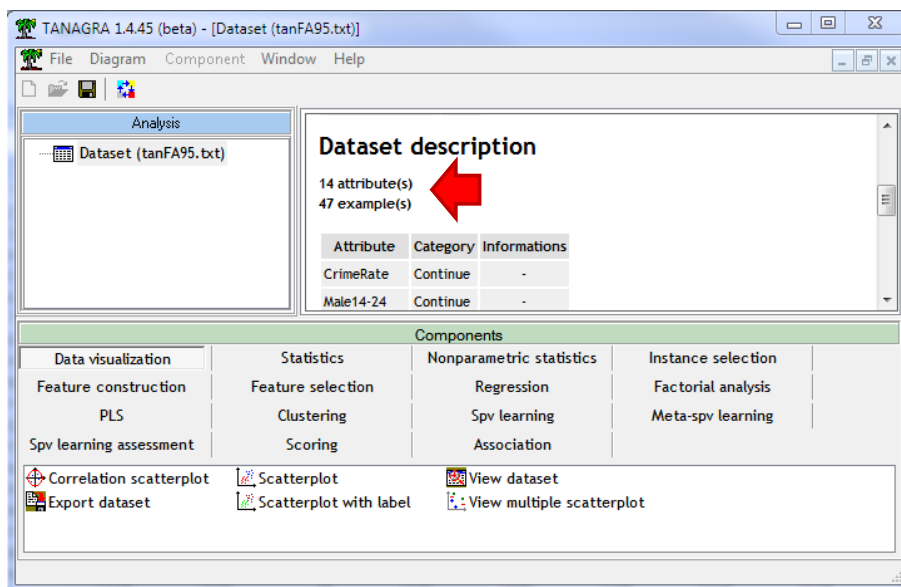 TANAGRA 1.4.45 (beta) - [Dataset (tanFA95.txt)]
File Diagram Component Window Help
Analysis
Dataset (tanFA95.txt)
Dataset description
14 attribute(s)
47 example(s)
Attribute Category Informations
CrimeRate Continue -
Male14-24 Continue -
Components
Data visualization Statistics Nonparametric statistics Instance selection
Feature construction Feature selection Regression Factorial analysis
PLS Clustering Spv learning Meta-spv learning
Spv learning assessment Scoring Association
Correlation scatterplot Scatterplot View dataset
Export dataset Scatterplot with label View multiple scatterplot